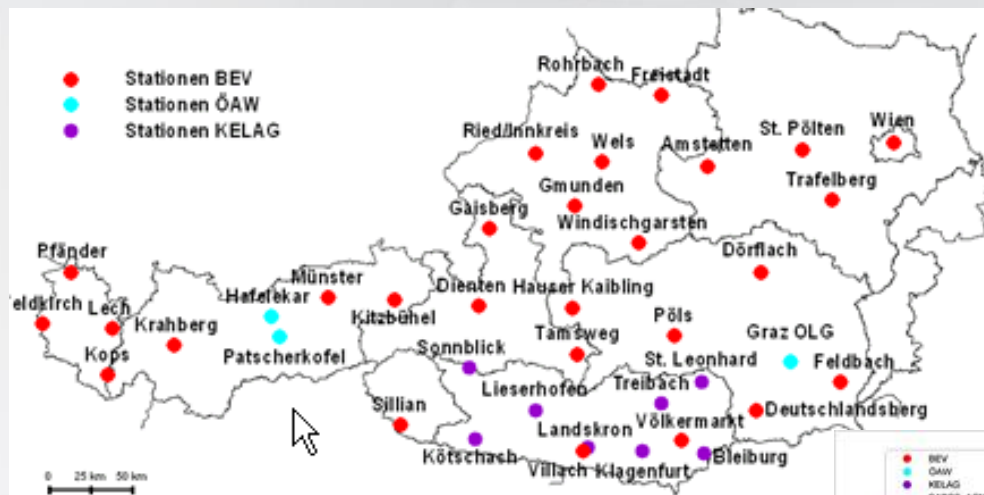 Stationen BEV
Stationen ÖAW
Stationen KELAG
Rohrbach
Freistadt
Ried/Innkreis
Wels
Amstetten
St. Pölten
Wien
Gmunden
Trafelberg
Gaisberg
Windischgarsten
Dörflach
Pfänder
Münster
Dienten
Hauser Kaibling
Feldkirch
Lech
Hafelekar
Krahberg
Kitzbühel
Tamsweg
Pöls
Graz OLG
Kops
Patscherkofel
Sonnblick
St. Leonhard
Feldbach
Lieserhofen
Treibach
Sillian
Landskron
Völkermarkt
Deutschlandsberg
Kötschach
Villach
Klagenfurt
Bleiburg
0 25 km 50 km
BEV
ÖAW
KELAG